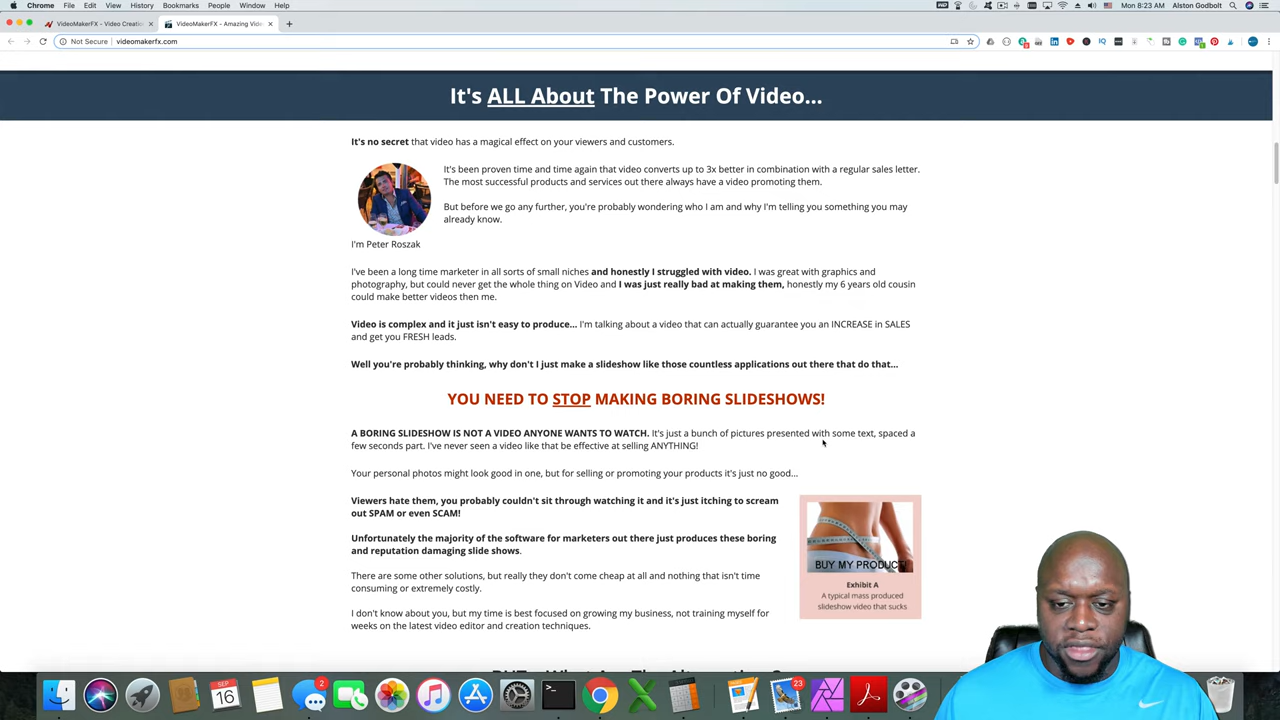 Chrome File Edit View History Bookmarks People Window Help
Mon 8:23 AM Alston Godbolt
VideoMakerFX - Video Creation
VideoMakerFX - Amazing Vide
Not Secure videomakerfx.com
It's ALL About The Power Of Video...
It's no secret that video has a magical effect on your viewers and customers.
It's been proven time and time again that video converts up to 3x better in combination with a regular sales letter.
The most successful products and services out there always have a video promoting them.
But before we go any further, you're probably wondering who I am and why I'm telling you something you may
already know.
I'm Peter Roszak
I've been a long time marketer in all sorts of small niches and honestly I struggled with video. I was great with graphics and
photography, but could never get the whole thing on Video and I was just really bad at making them, honestly my 6 years old cousin
could make better videos then me.
Video is complex and it just isn't easy to produce... I'm talking about a video that can actually guarantee you an INCREASE in SALES
and get you FRESH leads.
Well you're probably thinking, why don't I just make a slideshow like those countless applications out there that do that...
YOU NEED TO STOP MAKING BORING SLIDESHOWS!
A BORING SLIDESHOW IS NOT A VIDEO ANYONE WANTS TO WATCH. It's just a bunch of pictures presented with some text, spaced a
few seconds part. I've never seen a video like that be effective at selling ANYTHING!
Your personal photos might look good in one, but for selling or promoting your products it's just no good...
Viewers hate them, you probably couldn't sit through watching it and it's just itching to scream
out SPAM or even SCAM!
Unfortunately the majority of the software for marketers out there just produces these boring
and reputation damaging slide shows.
There are some other solutions, but really they don't come cheap at all and nothing that isn't time
consuming or extremely costly.
I don't know about you, but my time is best focused on growing my business, not training myself for
weeks on the latest video editor and creation techniques.
BUY MY PRODUCT!
Exhibit A
A typical mass produced
slideshow video that sucks
SEP
16
2
23